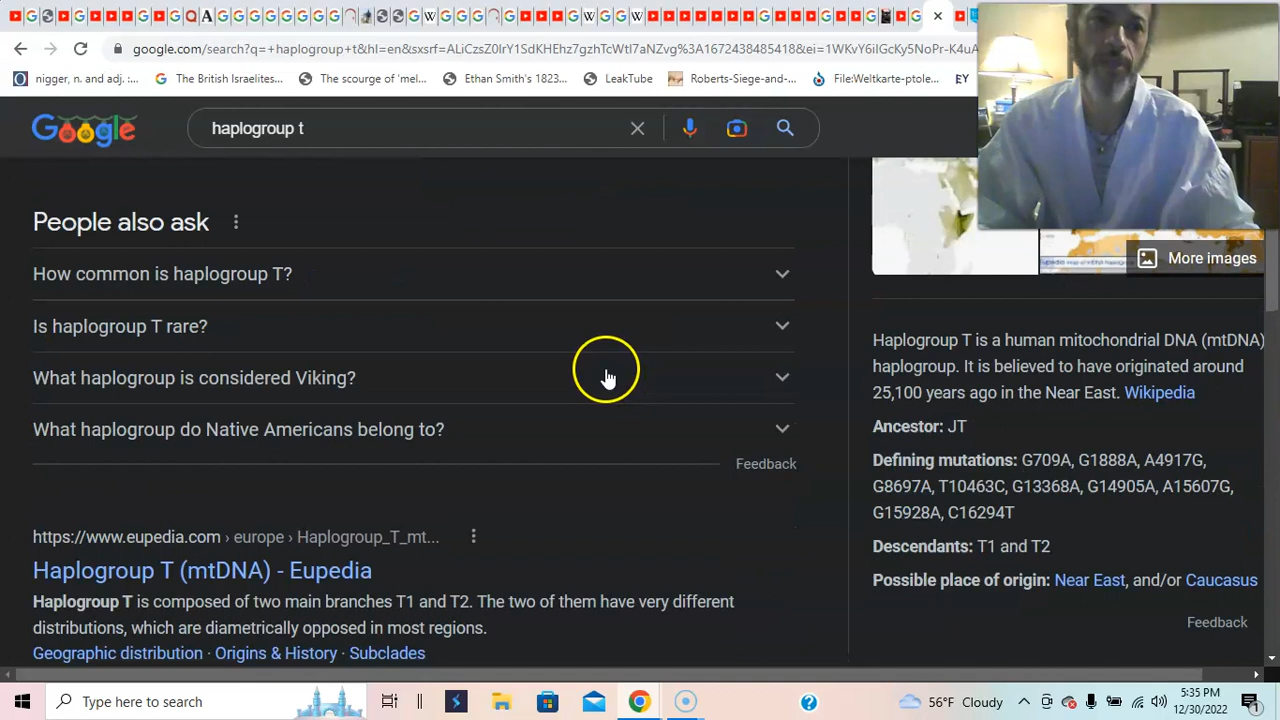 google.com/search?q=+haplogroup+t&hl=en&sxsrf=ALiCzsZ0IrY1SdKHEhz7gzhTcWtI7aNZvg%3A1672436485418&ei=1WKvY6iIGcKy5NoPr-K4uA
nigger, n. and adj. :... The British Israelites... The scourge of 'mel... Ethan Smith's 1823... LeakTube Roberts-Siege-and-... File:Weltkarte-ptole... EY
Google haplogroup t
People also ask
How common is haplogroup T?
Is haplogroup T rare?
What haplogroup is considered Viking?
What haplogroup do Native Americans belong to?
Feedback
https://www.eupedia.com › europe › Haplogroup_T_mt...
Haplogroup T (mtDNA) - Eupedia
Haplogroup T is composed of two main branches T1 and T2. The two of them have very different
distributions, which are diametrically opposed in most regions.
Geographic distribution · Origins & History · Subclades
More images
Haplogroup T is a human mitochondrial DNA (mtDNA)
haplogroup. It is believed to have originated around
25,100 years ago in the Near East. Wikipedia
Ancestor: JT
Defining mutations: G709A, G1888A, A4917G,
G8697A, T10463C, G13368A, G14905A, A15607G,
G15928A, C16294T
Descendants: T1 and T2
Possible place of origin: Near East, and/or Caucasus
Feedback
Type here to search
56°F Cloudy
5:35 PM
12/30/2022